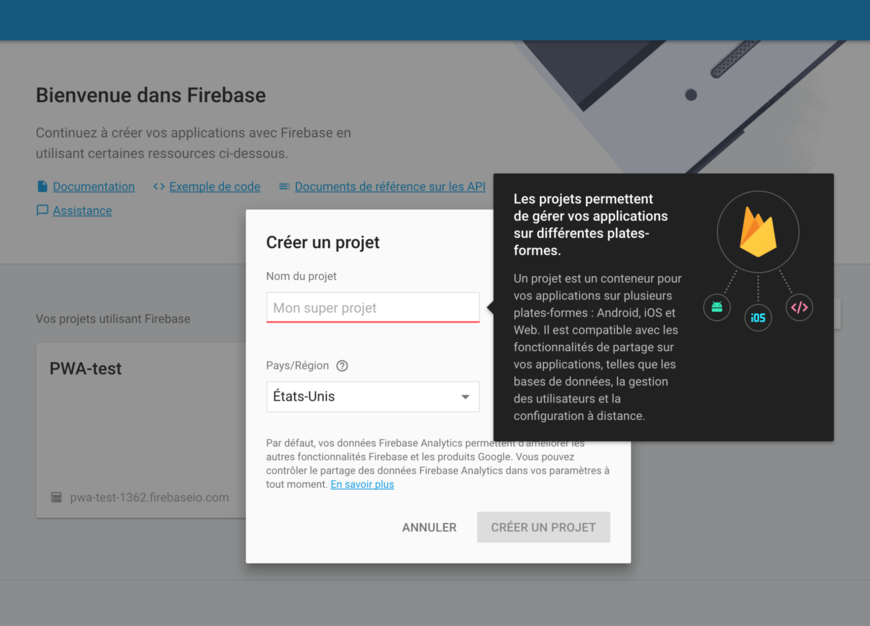 Bienvenue dans Firebase
Continuez à créer vos applications avec Firebase en
utilisant certaines ressources ci-dessous.
Documentation
Exemple de code
Documents de référence sur les API
Assistance
Créer un projet
Nom du projet
Mon super projet
Pays/Région
États-Unis
Par défaut, vos données Firebase Analytics permettent d'améliorer les
autres fonctionnalités Firebase et les produits Google. Vous pouvez
contrôler le partage des données Firebase Analytics dans vos paramètres à
tout moment. En savoir plus
ANNULER
CRÉER UN PROJET
Les projets permettent
de gérer vos applications
sur différentes plates-
formes.
Un projet est un conteneur pour
vos applications sur plusieurs
plates-formes : Android, iOS et
Web. Il est compatible avec les
fonctionnalités de partage sur
vos applications, telles que les
bases de données, la gestion
des utilisateurs et la
configuration à distance.
iOS
Vos projets utilisant Firebase
PWA-test
pwa-test-1362.firebaseio.com